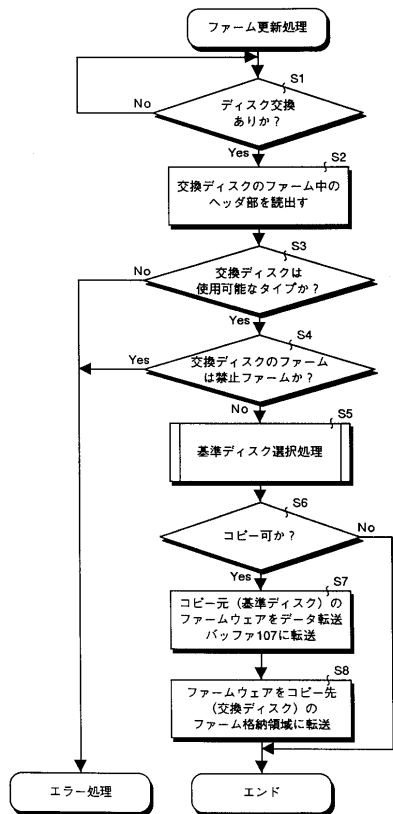 ファーム更新処理
S1
ディスク交換
ありか？
No
Yes
S2
交換ディスクのファーム中の
ヘッダ部を読出す
S3
交換ディスクは
使用可能なタイプか？
No
Yes
S4
交換ディスクのファーム
は禁止ファームか？
Yes
No
S5
基準ディスク選択処理
S6
コピー可か？
No
Yes
S7
コピー元（基準ディスク）の
ファームウェアをデータ転送
バッファ107に転送
S8
ファームウェアをコピー先
（交換ディスク）の
ファーム格納領域に転送
エラー処理
エンド